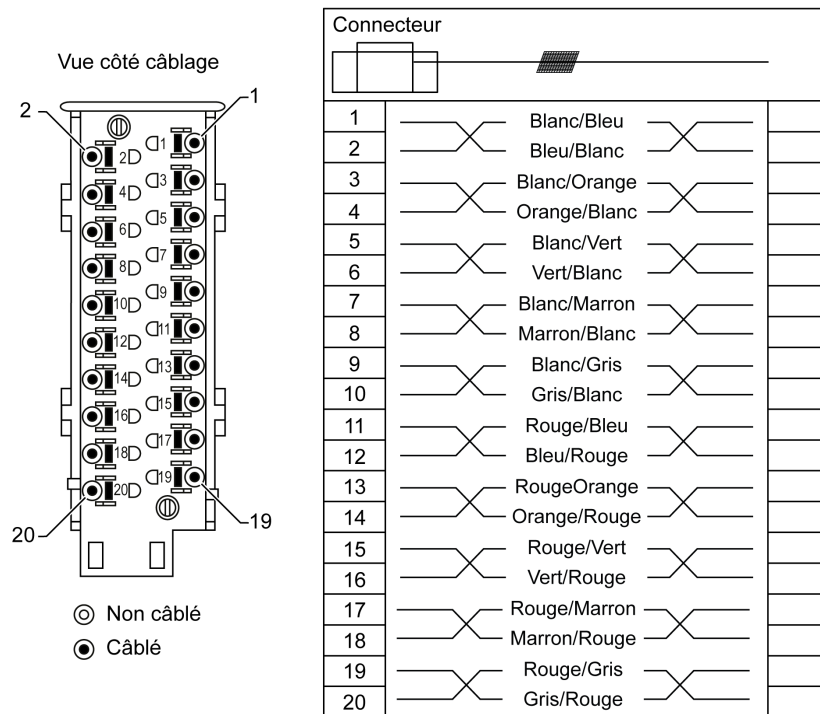 Vue côté câblage
2
1
1
2
3
4
5
6
7
8
9
10
11
12
13
14
15
16
17
18
19
20
20
19
Non câblé
Câblé
Connecteur
1 Blanc/Bleu
2 Bleu/Blanc
3 Blanc/Orange
4 Orange/Blanc
5 Blanc/Vert
6 Vert/Blanc
7 Blanc/Marron
8 Marron/Blanc
9 Blanc/Gris
10 Gris/Blanc
11 Rouge/Bleu
12 Bleu/Rouge
13 RougeOrange
14 Orange/Rouge
15 Rouge/Vert
16 Vert/Rouge
17 Rouge/Marron
18 Marron/Rouge
19 Rouge/Gris
20 Gris/Rouge